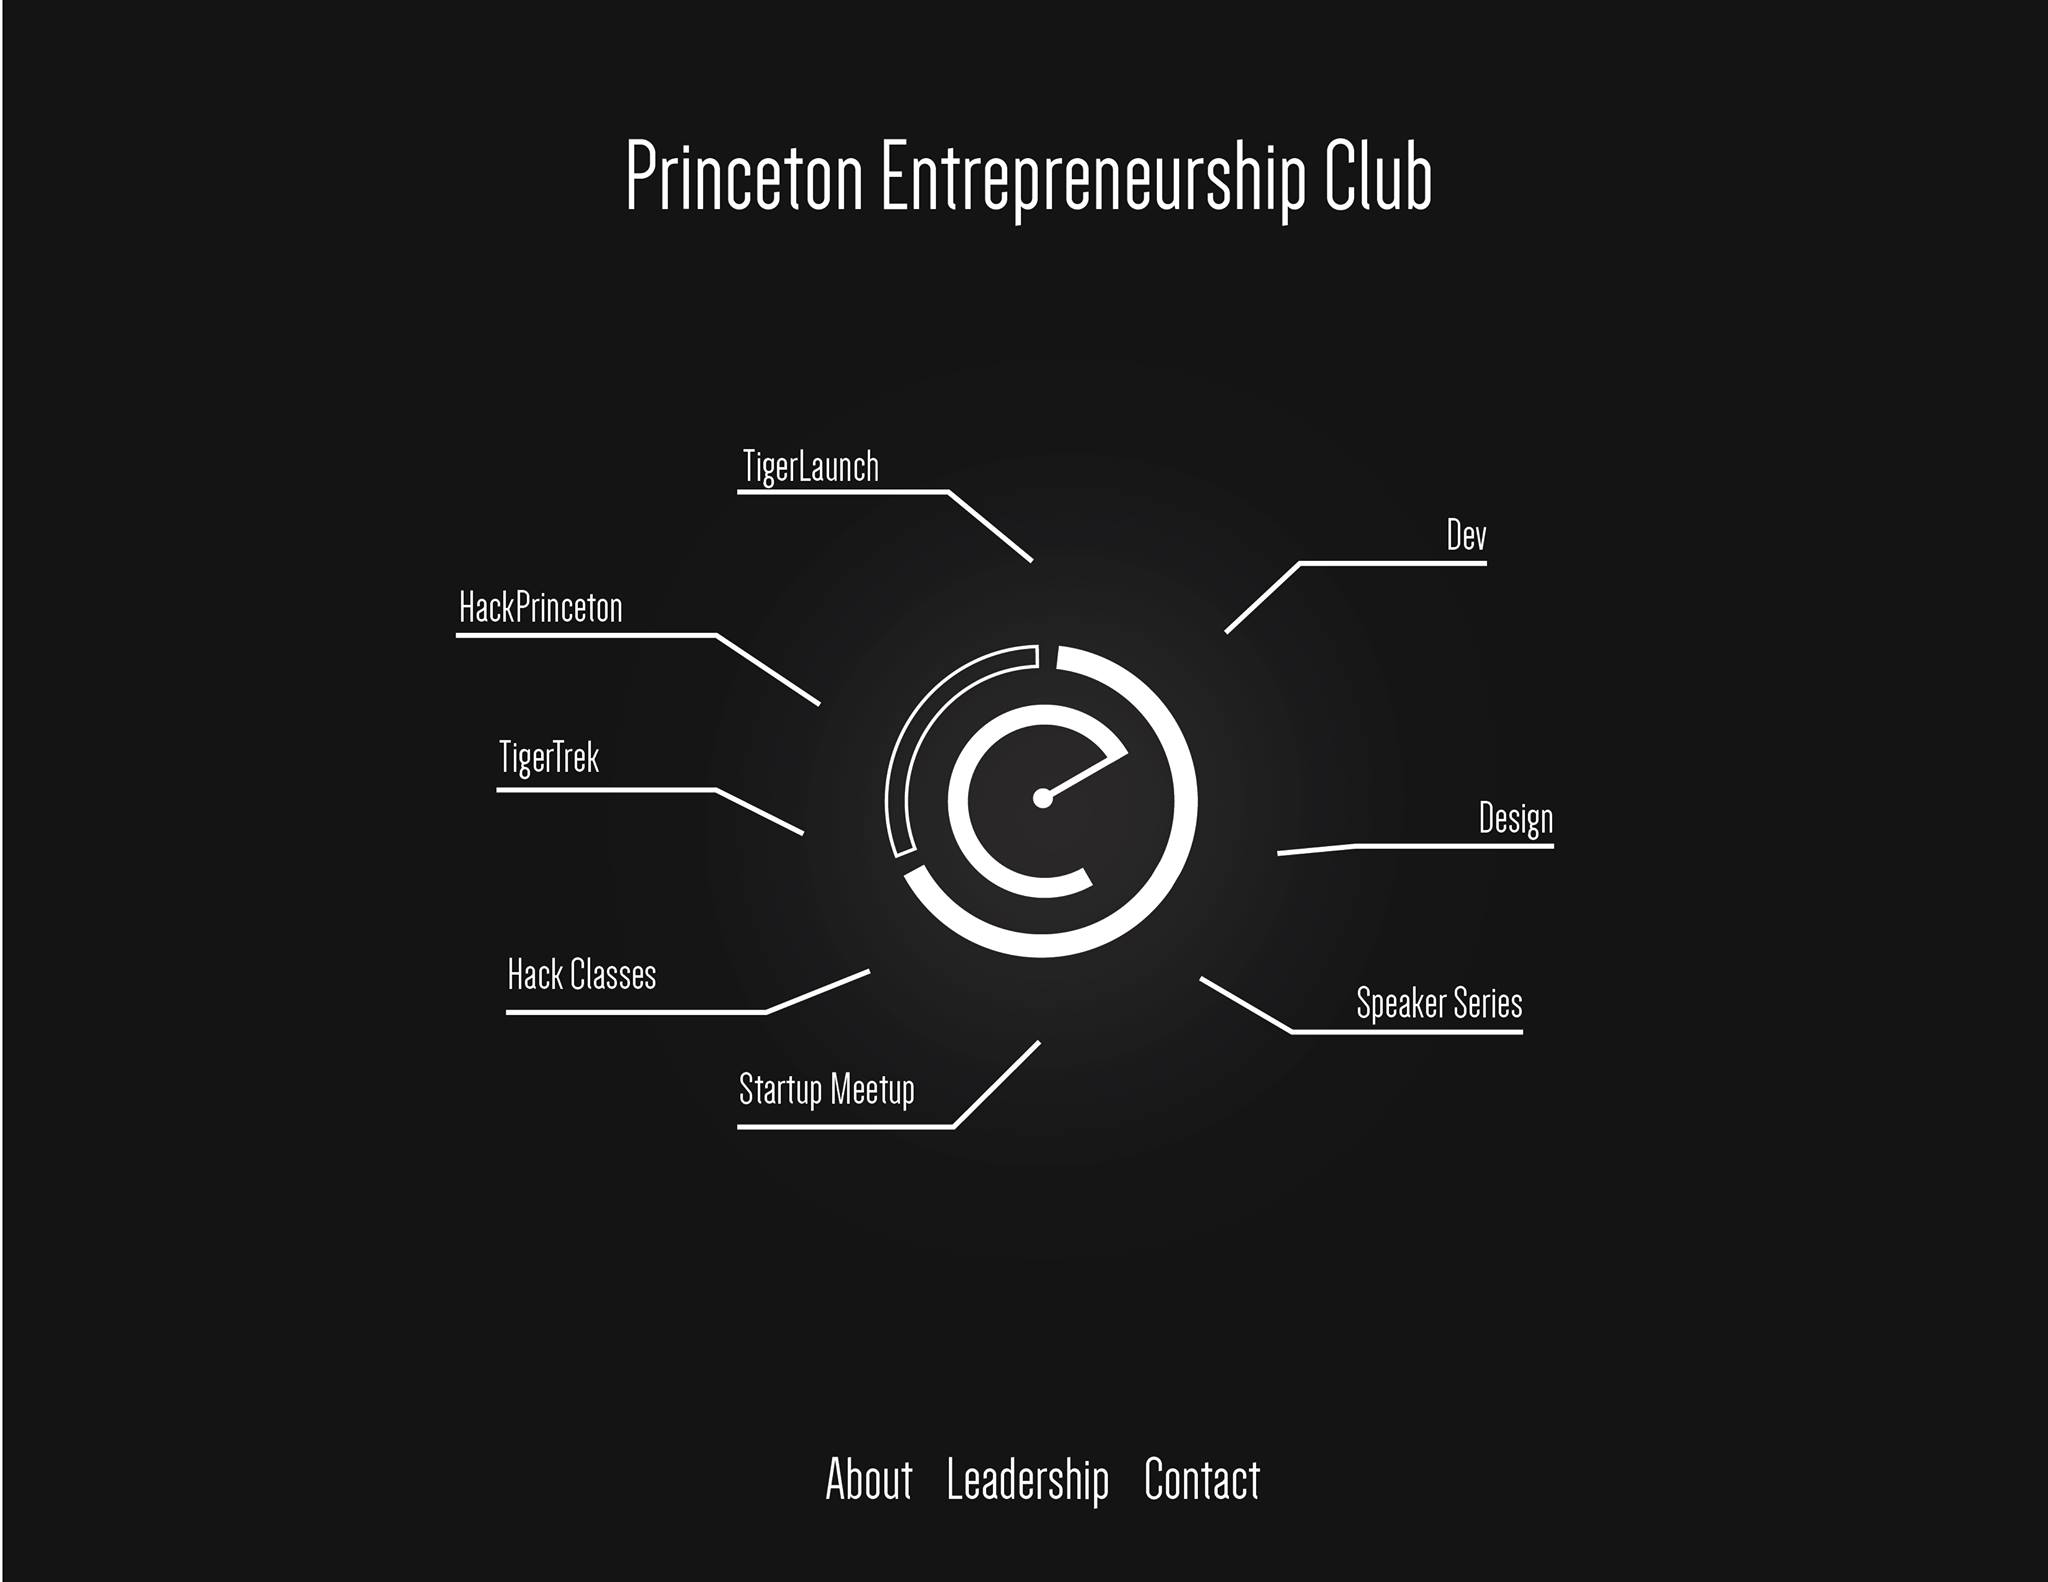 Princeton Entrepreneurship Club
TigerLaunch
Dev
HackPrinceton
TigerTrek
Design
Hack Classes
Speaker Series
Startup Meetup
About Leadership Contact